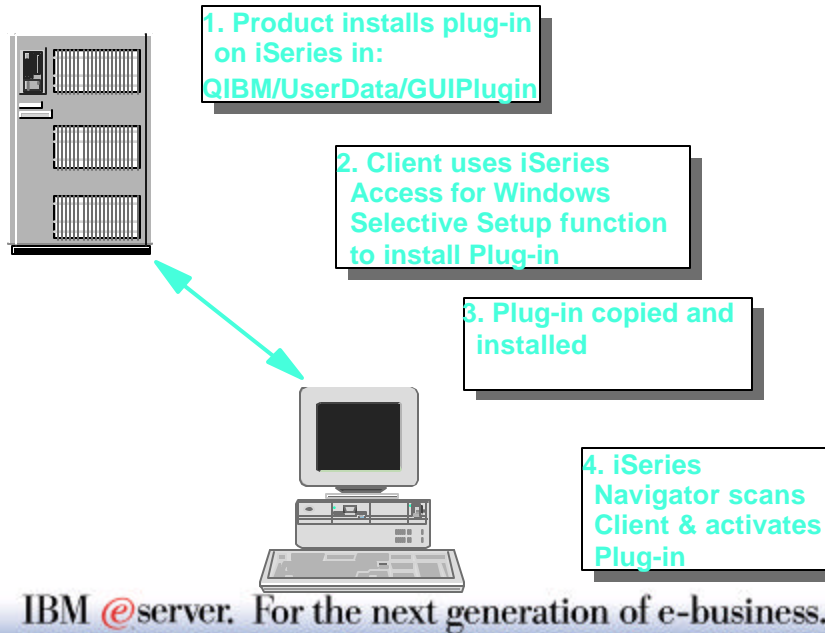 1. Product installs plug-in
on iSeries in:
QIBM/UserData/GUIPlugin
2. Client uses iSeries
Access for Windows
Selective Setup function
to install Plug-in
3. Plug-in copied and
installed
4. iSeries
Navigator scans
Client & activates
Plug-in
IBM @server. For the next generation of e-business.